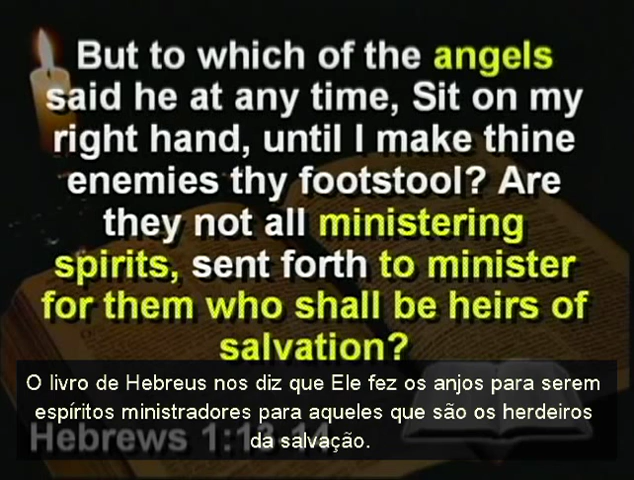 But to which of the angels
said he at any time, Sit on my
right hand, until I make thine
enemies thy footstool? Are
they not all ministering
spirits, sent forth to minister
for them who shall be heirs of
salvation?
O livro de Hebreus nos diz que Ele fez os anjos para serem
espíritos ministradores para aqueles que são os herdeiros
da salvação.
Hebrews 1:13,14